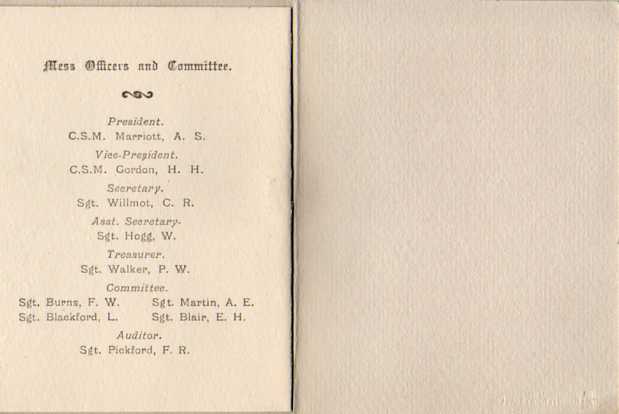 Mess Officers and Committee.
President.
C.S.M. Marriott, A. S.
Vice-President.
C.S.M. Gordon, H. H.
Secretary.
Sgt. Willmot, C. R.
Asst. Secretary.
Sgt. Hogg, W.
Treasurer.
Sgt. Walker, P. W.
Committee.
Sgt. Burns, F. W. Sgt. Martin, A. E.
Sgt. Blackford, L. Sgt. Blair, E. H.
Auditor.
Sgt. Pickford, F. R.